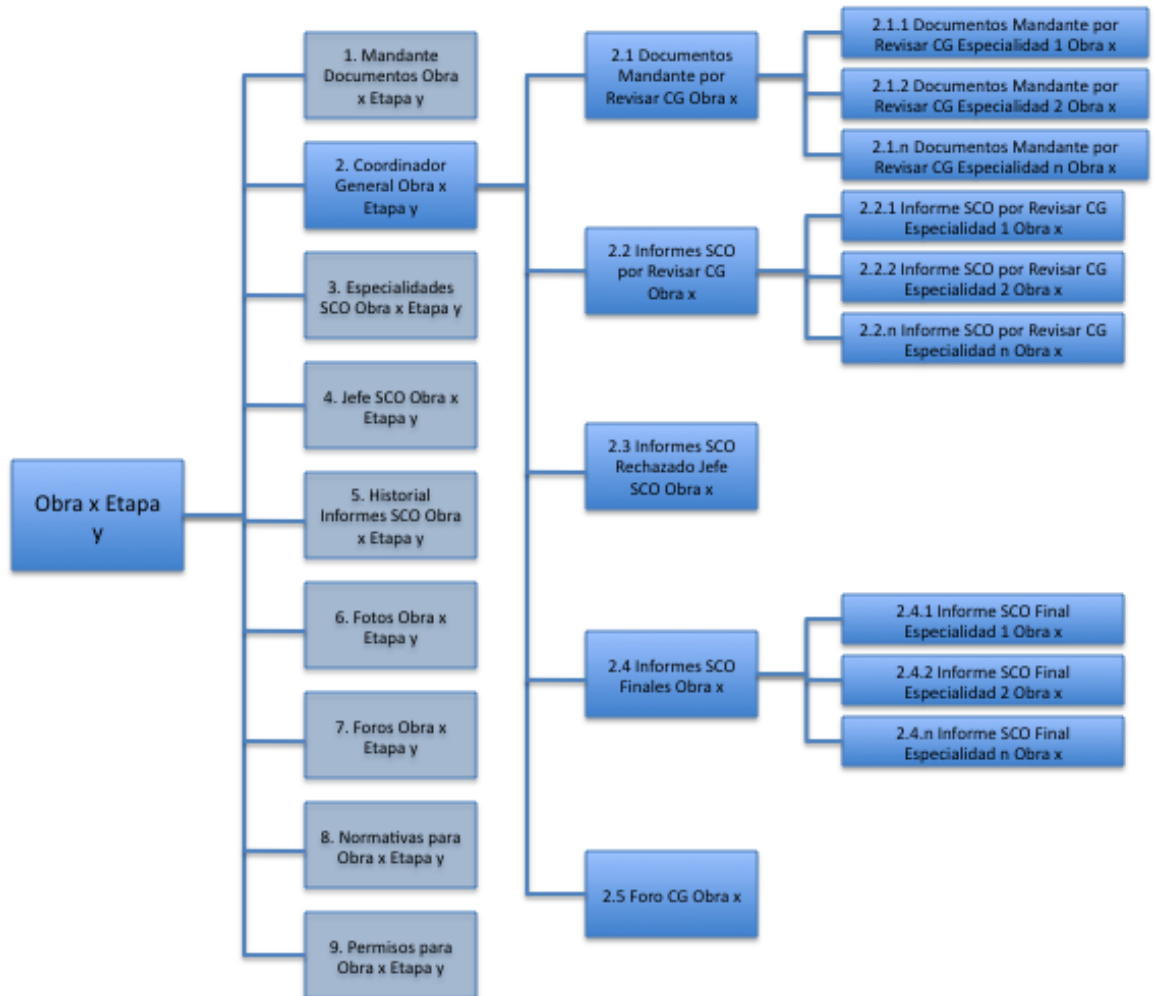 Obra x Etapa
y
1. Mandante
Documentos Obra
x Etapa y
2. Coordinador
General Obra x
Etapa y
3. Especialidades
SCO Obra x Etapa y
4. Jefe SCO Obra x
Etapa y
5. Historial
Informes SCO Obra
x Etapa y
6. Fotos Obra x
Etapa y
7. Foros Obra x
Etapa y
8. Normativas para
Obra x Etapa y
9. Permisos para
Obra x Etapa y
2.1 Documentos
Mandante por
Revisar CG Obra x
2.1.1 Documentos Mandante por
Revisar CG Especialidad 1 Obra x
2.1.2 Documentos Mandante por
Revisar CG Especialidad 2 Obra x
2.1.n Documentos Mandante por
Revisar CG Especialidad n Obra x
2.2 Informes SCO
por Revisar CG
Obra x
2.2.1 Informe SCO por Revisar CG
Especialidad 1 Obra x
2.2.2 Informe SCO por Revisar CG
Especialidad 2 Obra x
2.2.n Informe SCO por Revisar CG
Especialidad n Obra x
2.3 Informes SCO
Rechazado Jefe
SCO Obra x
2.4 Informes SCO
Finales Obra x
2.4.1 Informe SCO Final
Especialidad 1 Obra x
2.4.2 Informe SCO Final
Especialidad 2 Obra x
2.4.n Informe SCO Final
Especialidad n Obra x
2.5 Foro CG Obra x